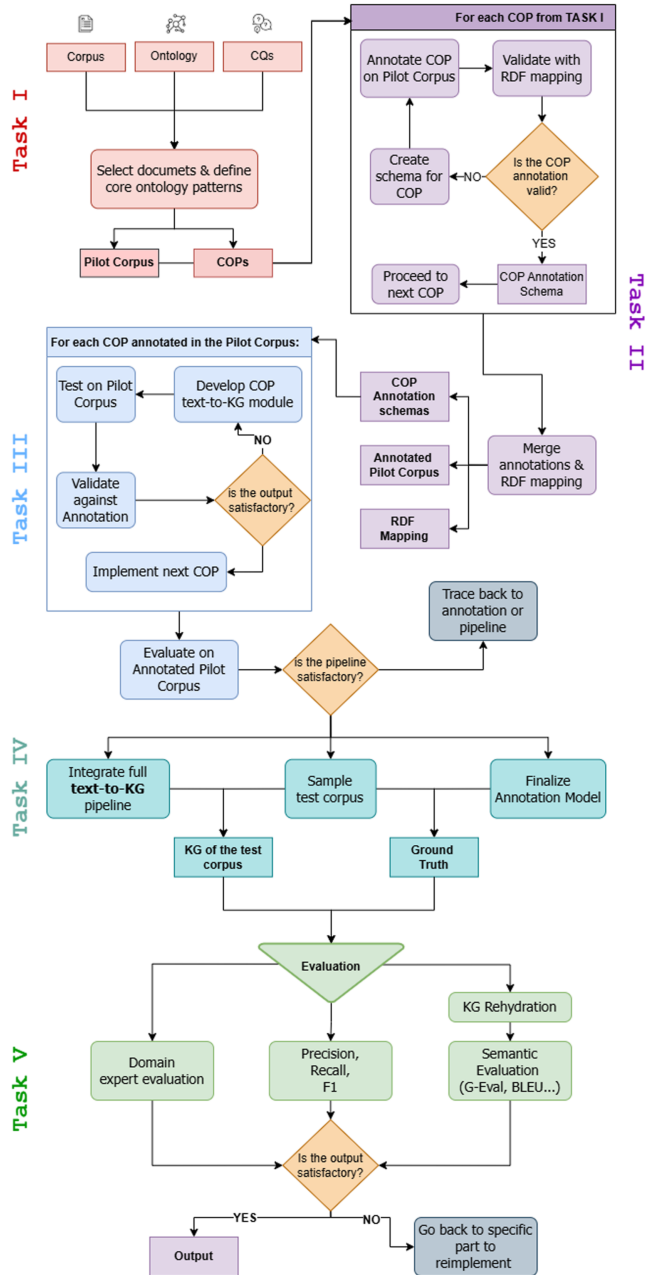 Task I
Corpus
Ontology
CQs
Select documets & define
core ontology patterns
Pilot Corpus
COPs
Task II
For each COP from TASK I
Annotate COP
on Pilot Corpus
Validate with
RDF mapping
Is the COP
annotation
valid?
NO
Create
schema for
COP
YES
COP Annotation
Schema
Proceed to
next COP
Merge
annotations &
RDF mapping
COP
Annotation
schemas
Annotated
Pilot Corpus
RDF
Mapping
Task III
For each COP annotated in the Pilot Corpus:
Test on Pilot
Corpus
Develop COP
text-to-KG module
NO
Validate
against
Annotation
Is the output
satisfactory?
Implement next COP
Evaluate on
Annotated Pilot
Corpus
Is the pipeline
satisfactory?
Trace back to
annotation or
pipeline
Task IV
Integrate full
text-to-KG
pipeline
Sample
test corpus
Finalize
Annotation Model
KG of the test
corpus
Ground
Truth
Task V
Evaluation
KG Rehydration
Domain
expert evaluation
Precision,
Recall,
F1
Semantic
Evaluation
(G-Eval, BLEU...)
Is the output
satisfactory?
YES
NO
Output
Go back to specific
part to
reimplement